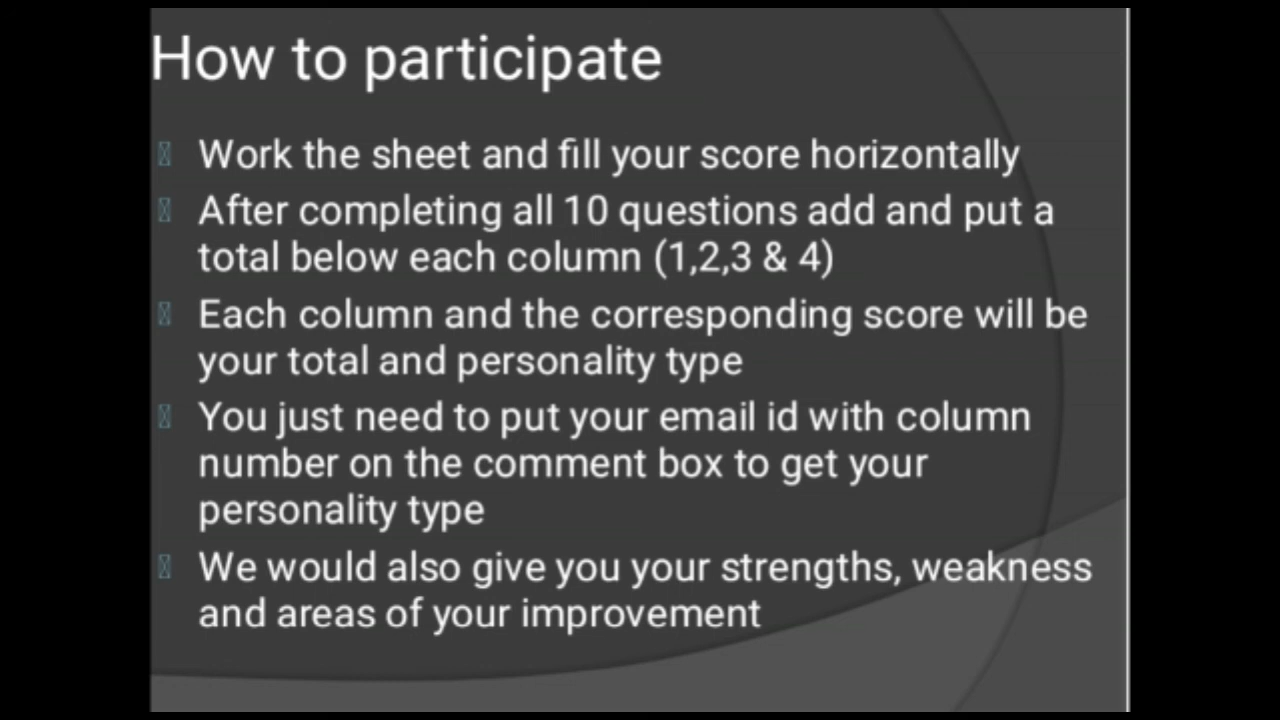 How to participate
Work the sheet and fill your score horizontally
After completing all 10 questions add and put a
total below each column (1,2,3 & 4)
Each column and the corresponding score will be
your total and personality type
You just need to put your email id with column
number on the comment box to get your
personality type
We would also give you your strengths, weakness
and areas of your improvement